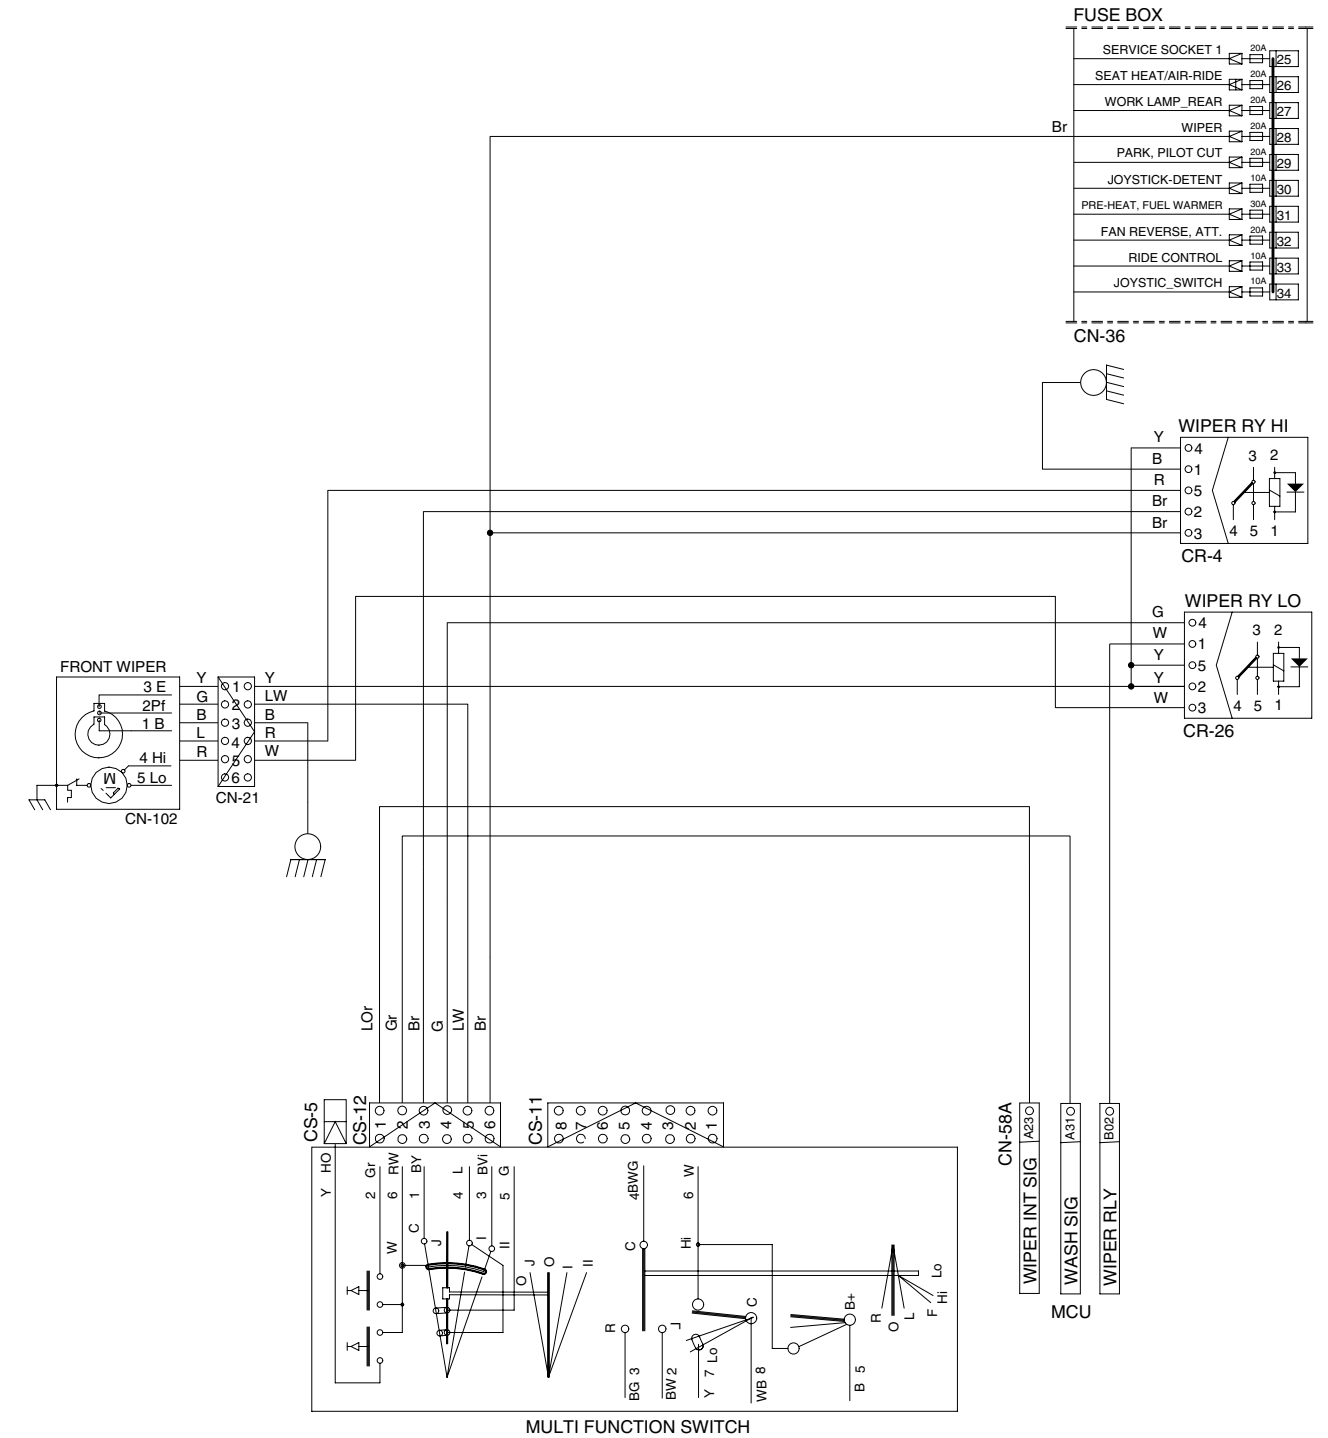 FUSE BOX
SERVICE SOCKET 1 20A 25
SEAT HEAT/AIR-RIDE 20A 26
WORK LAMP_REAR 20A 27
Br WIPER 20A 28
PARK, PILOT CUT 20A 29
JOYSTICK-DETENT 10A 30
PRE-HEAT, FUEL WARMER 30A 31
FAN REVERSE, ATT. 20A 32
RIDE CONTROL 10A 33
JOYSTIC_SWITCH 10A 34
CN-36
WIPER RY HI
Y 4
B 1
R 5
Br 2
Br 3
3 2
4 5 1
CR-4
WIPER RY LO
G 4
W 1
Y 5
Y 2
W 3
3 2
4 5 1
CR-26
FRONT WIPER
3 E Y 1 Y
2Pf G 2 LW
1 B B 3 B
L 4 R
R 5 W
4 Hi
5 Lo 6
M
CN-21
CN-102
LOr Gr Br G LW Br
CS-5
CS-12
1 2 3 4 5 6
CS-11
8 7 6 5 4 3 2 1
CN-58A
A23 A31 B02
WIPER INT SIG
WASH SIG
WIPER RLY
MCU
Y HO
2 Gr
6 RW
1 BY
4 L
3 BVi
5 G
W
C J I II
O J O I II
4BWG
6 W
C
Hi
R L
BG 3
BW 2
Y 7 Lo
C
WB 8
B+
B 5
R O L F Hi Lo
MULTI FUNCTION SWITCH